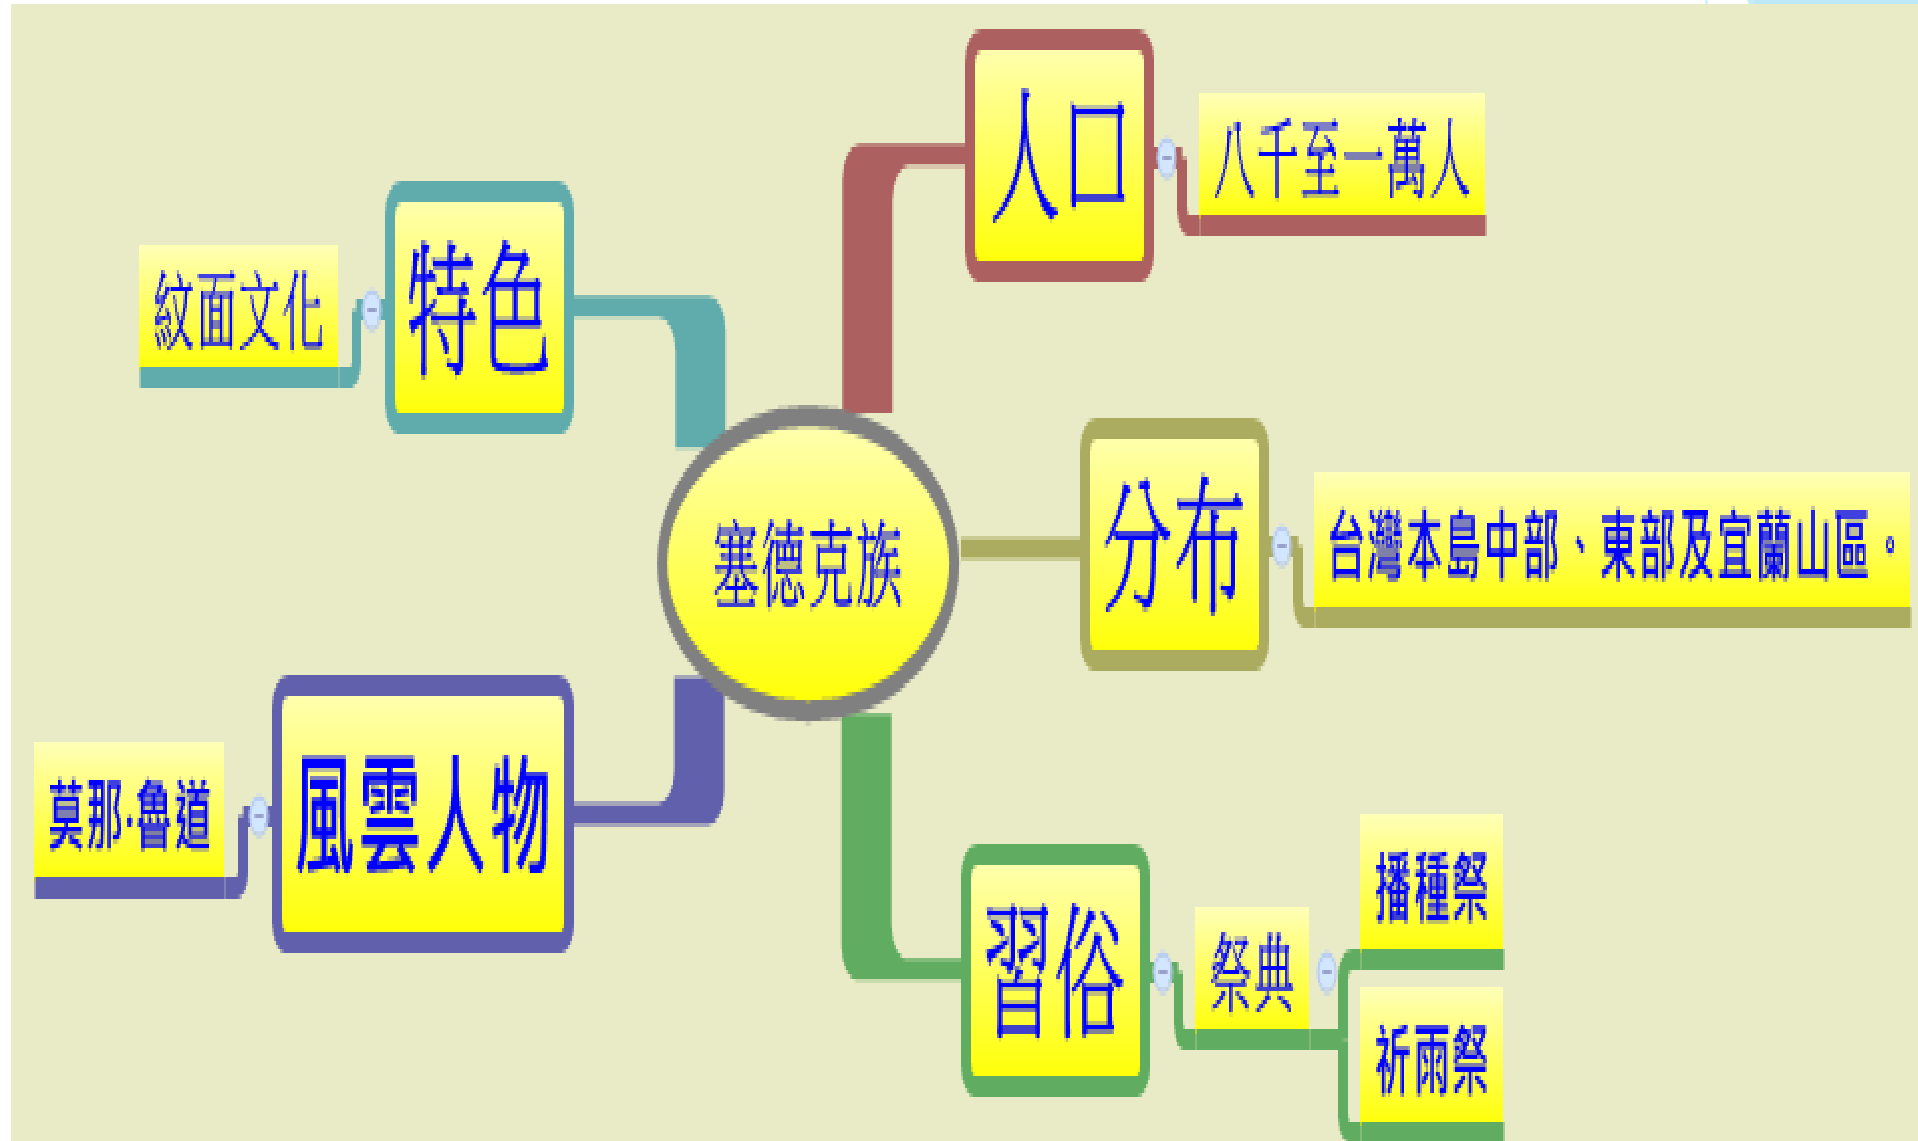 塞德克族
人口
八千至一萬人
分布
台灣本島中部、東部及宜蘭山區。
習俗
祭典
播種祭
祈雨祭
特色
紋面文化
風雲人物
莫那·魯道